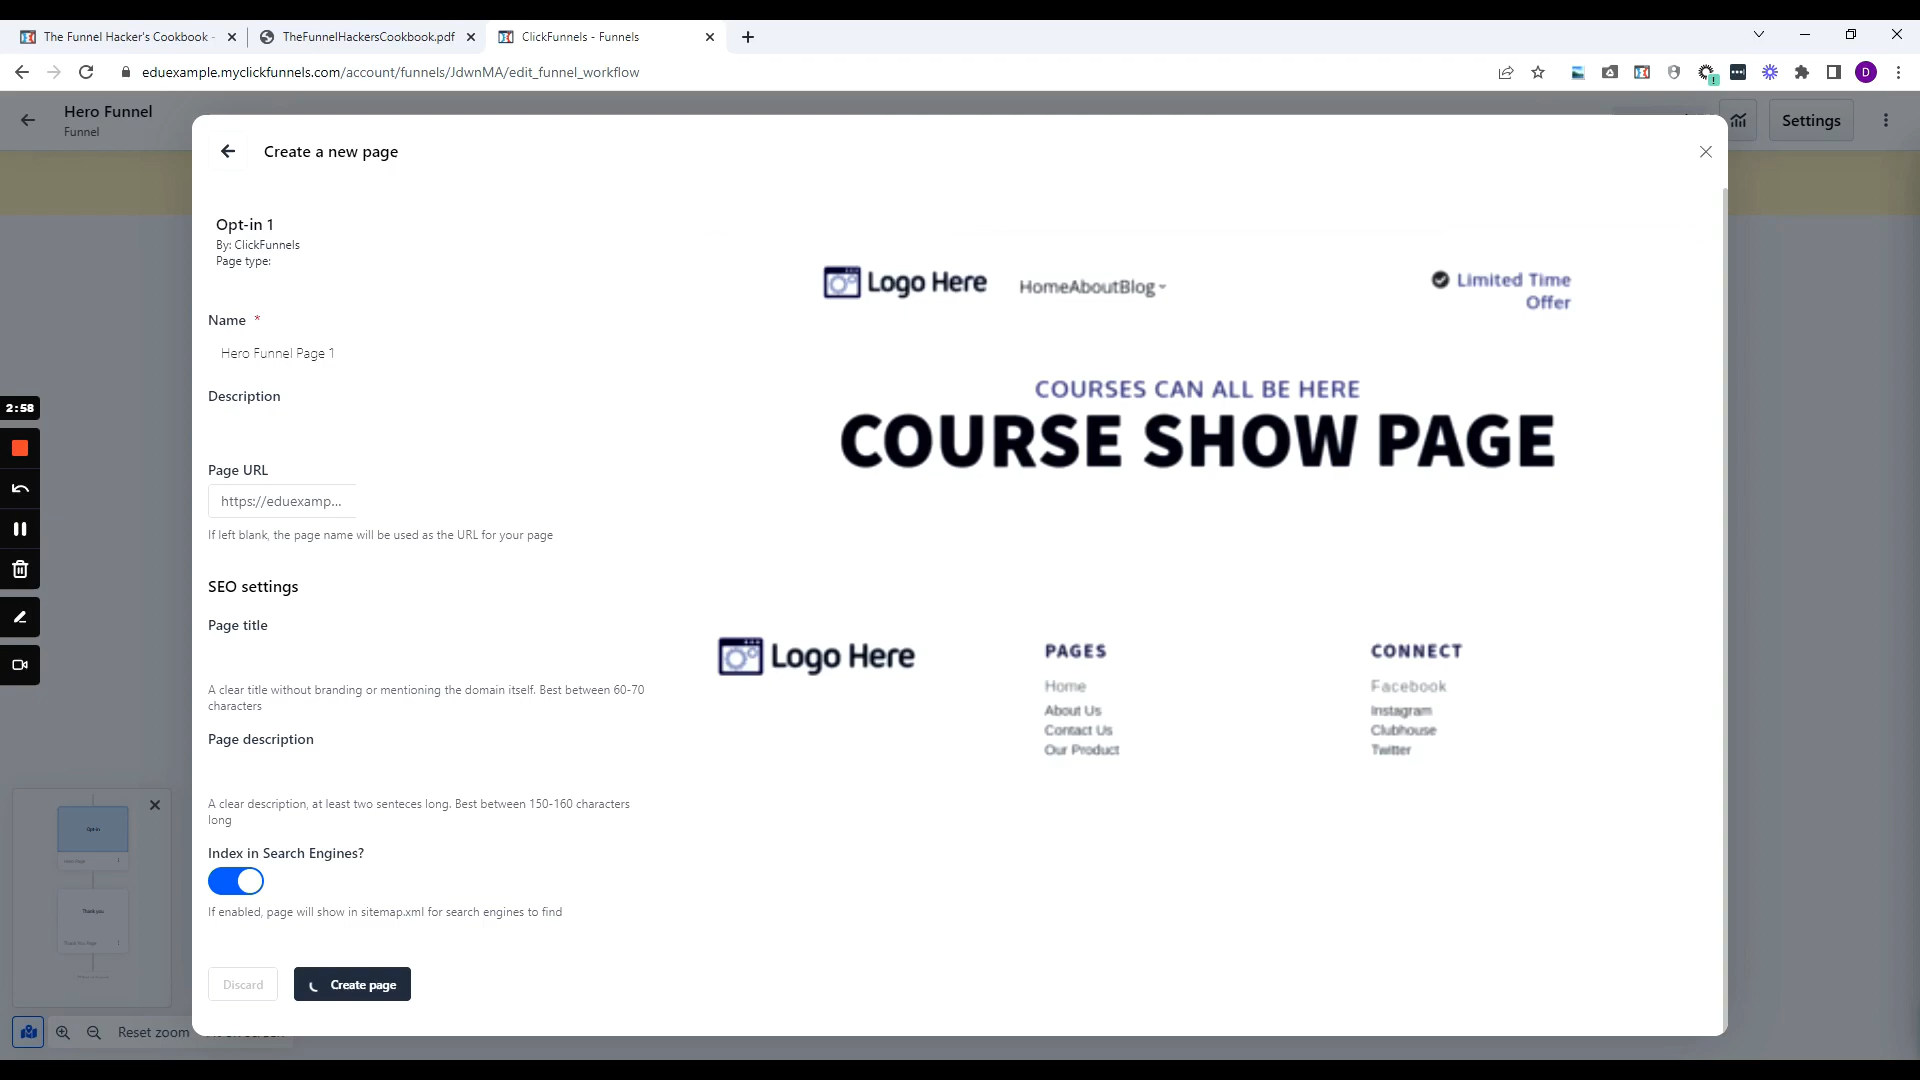 The Funnel Hacker's Cookbook -
TheFunnelHackersCookbook.pdf
ClickFunnels - Funnels
eduexample.myclickfunnels.com/account/funnels/JdwnMA/edit_funnel_workflow
D
Hero Funnel
Funnel
Settings
Create a new page
Opt-in 1
By: ClickFunnels
Page type:
Name *
Hero Funnel Page 1
Description
Page URL
https://eduexamp...
If left blank, the page name will be used as the URL for your page
SEO settings
Page title
A clear title without branding or mentioning the domain itself. Best between 60-70
characters
Page description
A clear description, at least two senteces long. Best between 150-160 characters
long
Index in Search Engines?
If enabled, page will show in sitemap.xml for search engines to find
Discard
Create page
Logo Here
HomeAboutBlog
Limited Time
Offer
COURSES CAN ALL BE HERE
COURSE SHOW PAGE
Logo Here
PAGES
Home
About Us
Contact Us
Our Product
CONNECT
Facebook
Instagram
Clubhouse
Twitter
2:58
Opt-in
Thank you
Thank You Page
Reset zoom